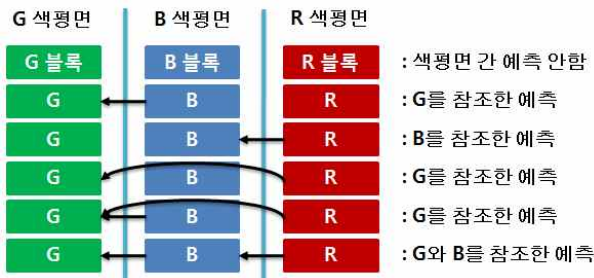 G 색평면 B 색평면 R 색평면
G 블록 B 블록 R 블록 : 색평면 간 예측 안함
G B R : G를 참조한 예측
G B R : B를 참조한 예측
G B R : G를 참조한 예측
G B R : G를 참조한 예측
G B R : G와 B를 참조한 예측